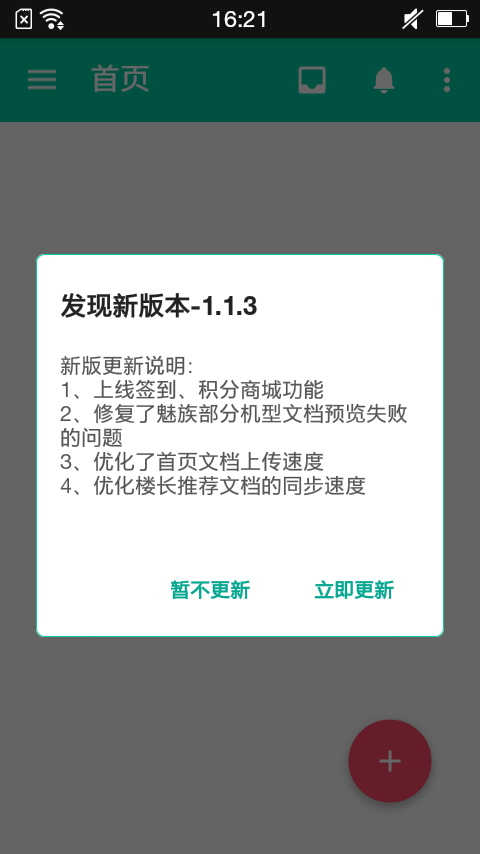 16:21
首页
发现新版本-1.1.3
新版更新说明:
1、上线签到、积分商城功能
2、修复了魅族部分机型文档预览失败
的问题
3、优化了首页文档上传速度
4、优化楼长推荐文档的同步速度
暂不更新 立即更新